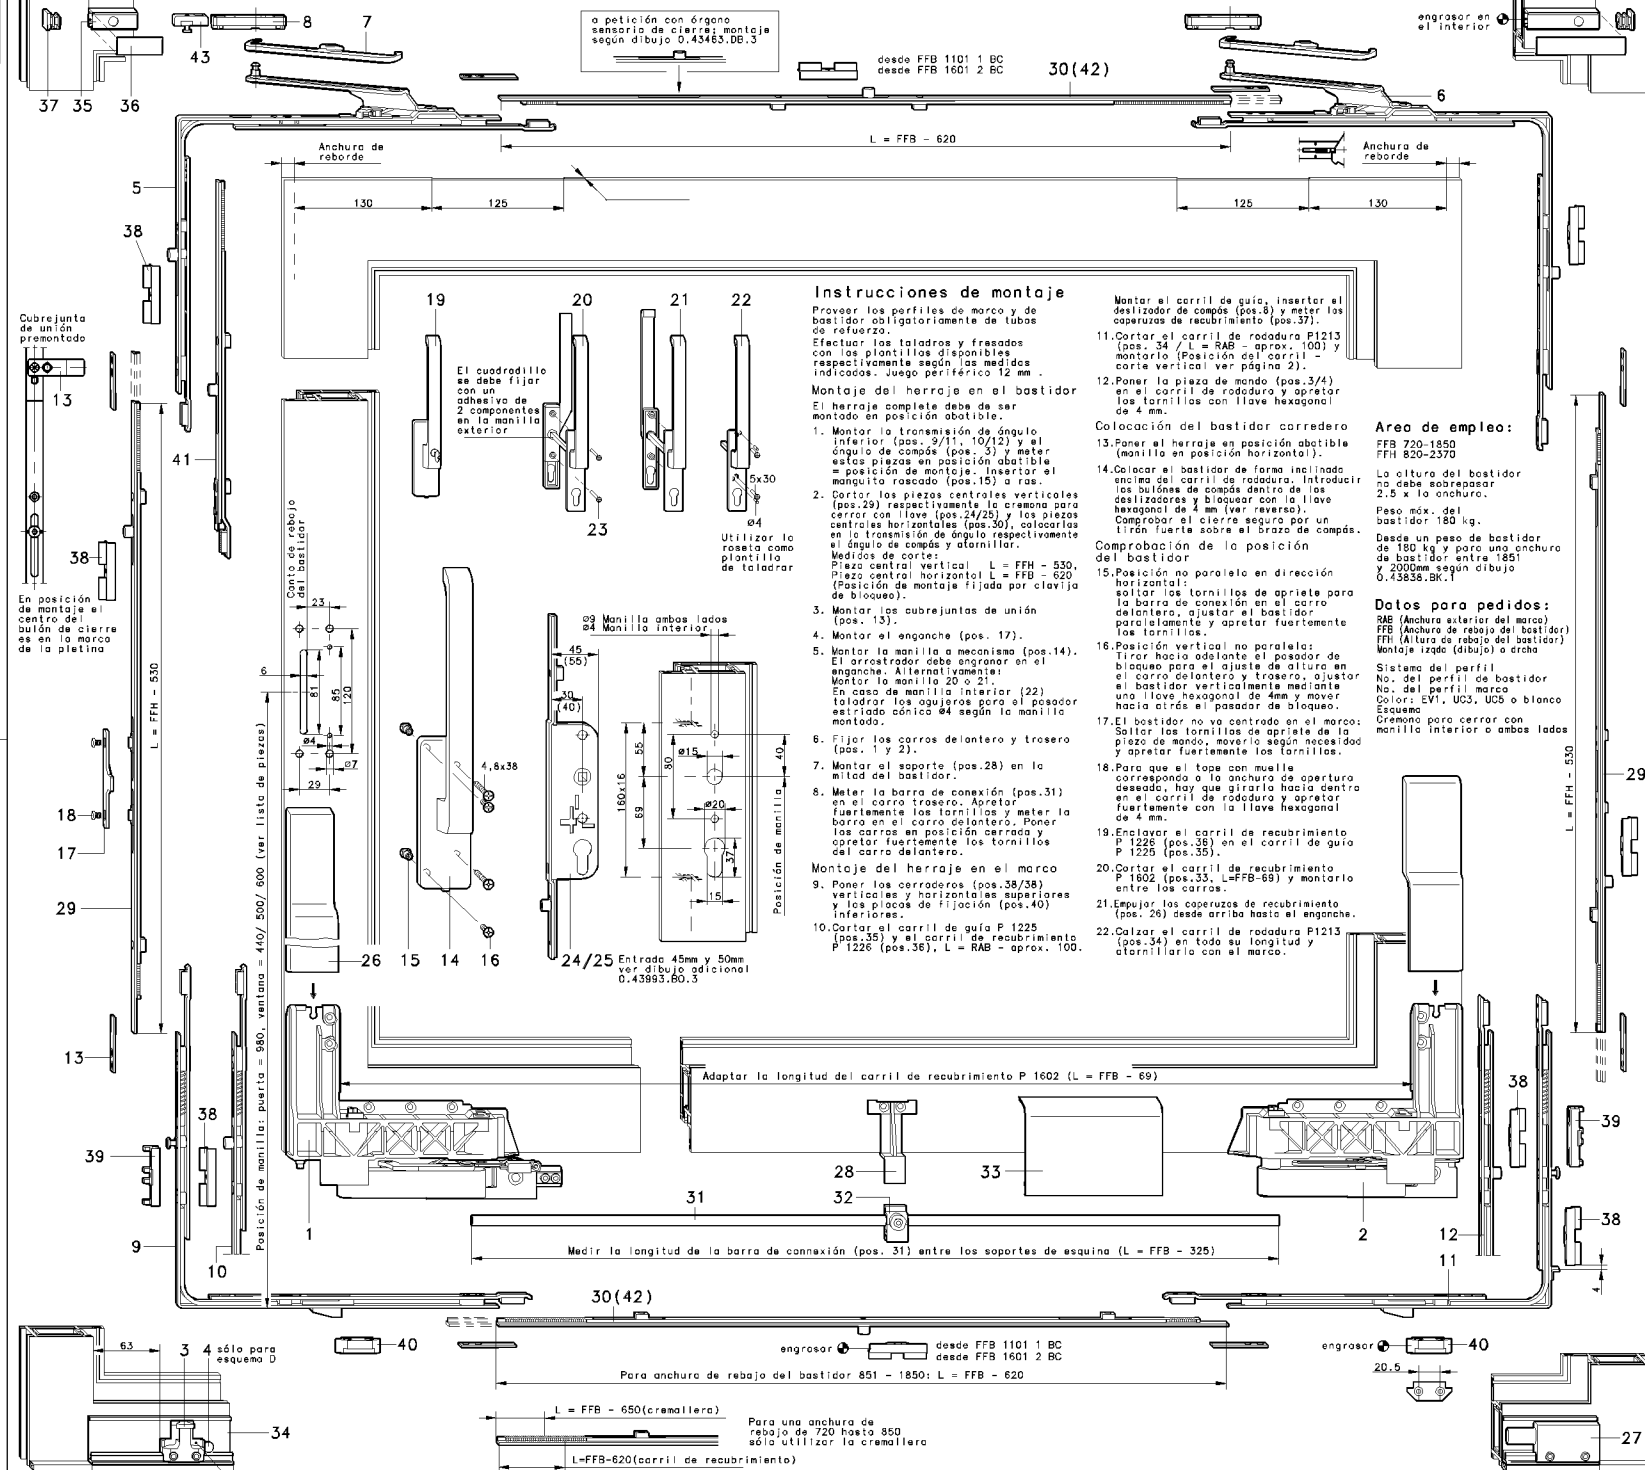 37
35
36
43
8
7
a petición con órgano
sensorio de cierre; montaje
según dibujo 0.43463.DB.3
desde FFB 1101 1 BC
desde FFB 1601 2 BC
30(42)
6
engrasar en
el interior
L = FFB - 620
Anchura de
reborde
Anchura de
reborde
130
125
125
130
5
38
41
Cubrejunta
de unión
premontado
13
38
En posición
de montaje el
centro del
bulón de cierre
es en la marca
de la pletina
L = FFH - 530
18
17
29
13
19
20
21
22
El cuadradillo
se debe fijar
con un
adhesivo de
2 componentes
en la manilla
exterior
5x30
ø4
23
Utilizar la
roseta como
plantilla
de taladrar
Canto de rebajo
del bastidor
23
6
81
85
120
ø4
ø7
29
ø9 Manilla ambos lados
ø4 Manilla interior
45
(55)
30
(40)
160x16
55
80
69
ø15
ø20
37
15
40
Posición de manilla
4,8x38
26
15
14
16
24/25
Entrada 45mm y 50mm
ver dibujo adicional
0.43993.BO.3
Posición de manilla: puerta = 980, ventana = 440/ 500/ 600 (ver lista de piezas)
Instrucciones de montaje
Proveer los perfiles de marco y de
bastidor obligatoriamente de tubos
de refuerzo.
Efectuar los taladros y fresados
con las plantillas disponibles
respectivamente según las medidas
indicadas. Juego periférico 12 mm .
Montaje del herraje en el bastidor
El herraje complete debe de ser
montado en posición abatible.
1. Montar la transmisión de ángulo
inferior (pos. 9/11, 10/12) y el
ángulo de compás (pos. 3) y meter
estas piezas en posición abatible
= posición de montaje. Insertar el
manguito roscado (pos.15) a ras.
2. Cortar las piezas centrales verticales
(pos.29) respectivamente la cremona para
cerrar con llave (pos.24/25) y las piezas
centrales horizontales (pos.30), colocarlas
en la transmisión de ángulo respectivamente
el ángulo de compás y atornillar.
Medidas de corte:
Pieza central vertical L = FFH - 530,
Pieza central horizontal L = FFB - 620
(Posición de montaje fijada por clavija
de bloqueo).
3. Montar los cubrejuntas de unión
(pos. 13).
4. Montar el enganche (pos. 17).
5. Montar la manilla a mecanismo (pos.14).
El arrastrador debe engranar en el
enganche. Alternativamente:
Montar la manilla 20 o 21.
En caso de manilla interior (22)
taladrar los agujeros para el pasador
estriado cónico ø4 según la manilla
montada.
6. Fijar los carros delantero y trasero
(pos. 1 y 2).
7. Montar el soporte (pos.28) en la
mitad del bastidor.
8. Meter la barra de conexión (pos.31)
en el carro trasero. Apretar
fuertemente los tornillos y meter la
barra en el carro delantero. Poner
los carros en posición cerrada y
apretar fuertemente los tornillos
del carro delantero.
Montaje del herraje en el marco
9. Poner los cerraderos (pos.38/38)
verticales y horizontales superiores
y las placas de fijación (pos.40)
inferiores.
10.Cortar el carril de guía P 1225
(pos.35) y el carril de recubrimiento
P 1226 (pos.36), L = RAB - aprox. 100.
Montar el carril de guía, insertar el
deslizador de compás (pos.8) y meter las
caperuzas de recubrimiento (pos.37).
11.Cortar el carril de rodadura P1213
(pos. 34 / L = RAB - aprox. 100) y
montarlo (Posición del carril -
corte vertical ver página 2).
12.Poner la pieza de mando (pos.3/4)
en el carril de rodadura y apretar
los tornillos con llave hexagonal
de 4 mm.
Colocación del bastidor corredero
13.Poner el herraje en posición abatible
(manilla en posición horizontal).
14.Colocar el bastidor de forma inclinada
encima del carril de rodadura. Introducir
los bulónes de compás dentro de los
deslizadores y bloquear con la llave
hexagonal de 4 mm (ver reverso).
Comprobar el cierre seguro por un
tirón fuerte sobre el brazo de compás.
Comprobación de la posición
del bastidor
15.Posición no paralelo en dirección
horizontal:
soltar los tornillos de apriete para
la barra de conexión en el carro
delantero, ajustar el bastidor
paralelamente y apretar fuertemente
los tornillos.
16.Posición vertical no paralela:
Tirar hacia adelante el pasador de
bloqueo para el ajuste de altura en
el carro delantero y trasero, ajustar
el bastidor verticalmente mediante
una llave hexagonal de 4mm y mover
hacia atrás el pasador de bloqueo.
17.El bastidor no va centrado en el marco:
Soltar los tornillos de apriete de la
pieza de mando, moverlo según necesidad
y apretar fuertemente los tornillos.
18.Para que el tope con muelle
corresponda a la anchura de apertura
deseada, hay que girarlo hacia dentro
en el carril de rodadura y apretar
fuertemente con la llave hexagonal
de 4 mm.
19.Enclavar el carril de recubrimiento
P 1226 (pos.36) en el carril de guía
P 1225 (pos.35).
20.Cortar el carril de recubrimiento
P 1602 (pos.33, L=FFB-69) y montarlo
entre los carros.
21.Empujar las caperuzas de recubrimiento
(pos. 26) desde arriba hasta el enganche.
22.Calzar el carril de rodadura P1213
(pos.34) en toda su longitud y
atornillarlo con el marco.
Area de empleo:
FFB 720-1850
FFH 820-2370
La altura del bastidor
no debe sobrepasar
2.5 x la anchura.
Peso máx. del
bastidor 180 kg.
Desde un peso de bastidor
de 180 kg y para una anchura
de bastidor entre 1851
y 2000mm según dibujo
0.43838.BK.1
Datos para pedidos:
RAB (Anchura exterior del marco)
FFB (Anchura de rebajo del bastidor)
FFH (Altura de rebajo del bastidor)
Montaje izqda (dibujo) o drcha
Sistema del perfil
No. del perfil de bastidor
No. del perfil marco
Color: EV1, UC3, UC5 o blanco
Esquema
Cremona para cerrar con
manilla interior o ambos lados
L = FFH - 530
29
Adaptar la longitud del carril de recubrimiento P 1602 (L = FFB - 69)
38
39
38
39
28
33
31
32
1
2
9
10
12
11
38
4
Medir la longitud de la barra de connexión (pos. 31) entre los soportes de esquina (L = FFB - 325)
30(42)
40
engrasar
desde FFB 1101 1 BC
desde FFB 1601 2 BC
engrasar
40
20.5
Para anchura de rebajo del bastidor 851 - 1850: L = FFB - 620
63
3
4
sólo para
esquema D
34
L = FFB - 650(cremallera)
Para una anchura de
rebajo de 720 hasta 850
sólo utilizar la cremallera
L=FFB-620(carril de recubrimiento)
27